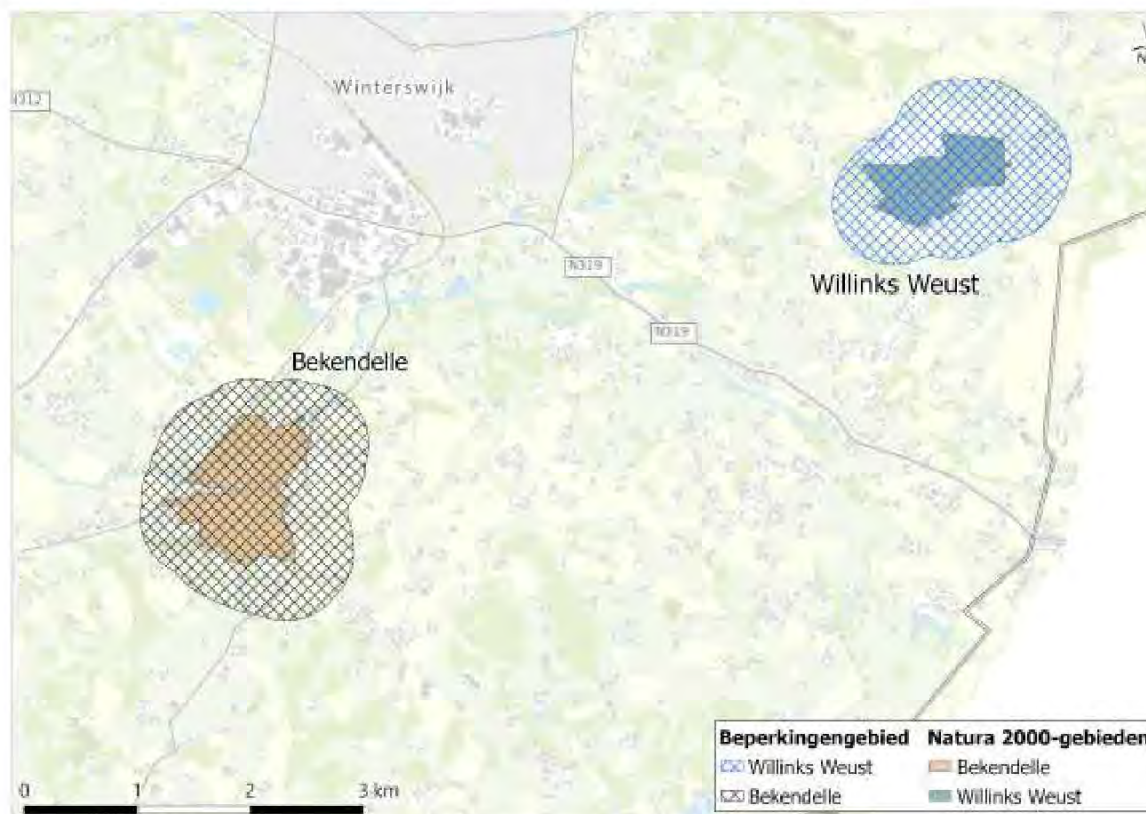 Winterswijk
N312
N
N319
Willinks Weust
N319
Bekendelle
Beperkingengebied Natura 2000-gebieden
Willinks Weust Bekendelle
Bekendelle Willinks Weust
0 1 2 3 km